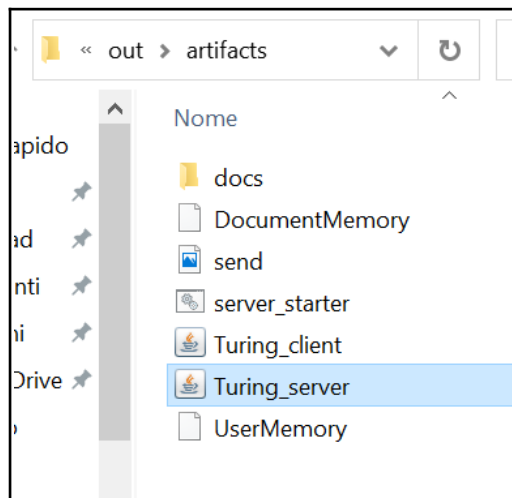 « out > artifacts
Nome
apido
docs
DocumentMemory
ad
send
nti
server_starter
ni
Turing_client
Drive
Turing_server
UserMemory